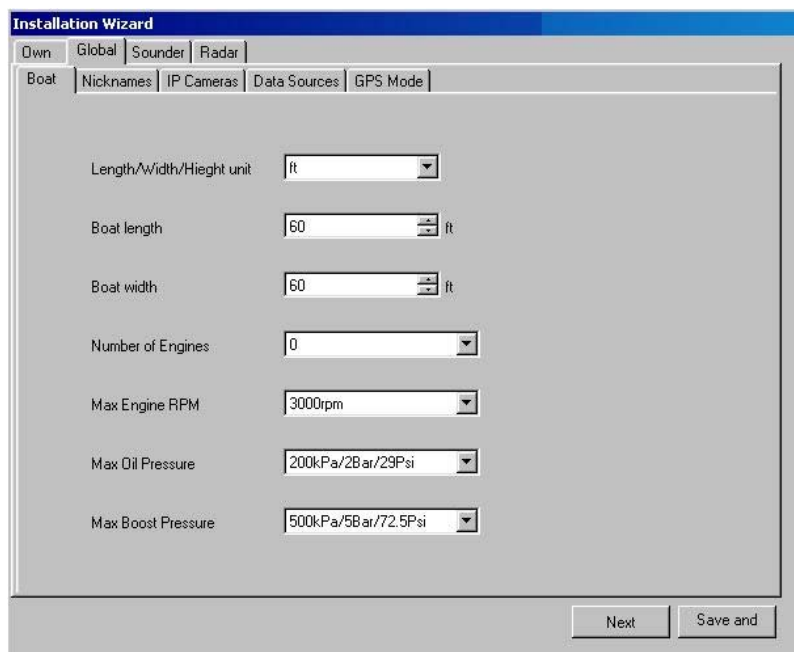 Installation Wizard
Own Global Sounder Radar
Boat Nicknames IP Cameras Data Sources GPS Mode
Length/Width/Hieght unit ft
Boat length 60 ft
Boat width 60 ft
Number of Engines 0
Max Engine RPM 3000rpm
Max Oil Pressure 200kPa/2Bar/29Psi
Max Boost Pressure 500kPa/5Bar/72.5Psi
Next Save and